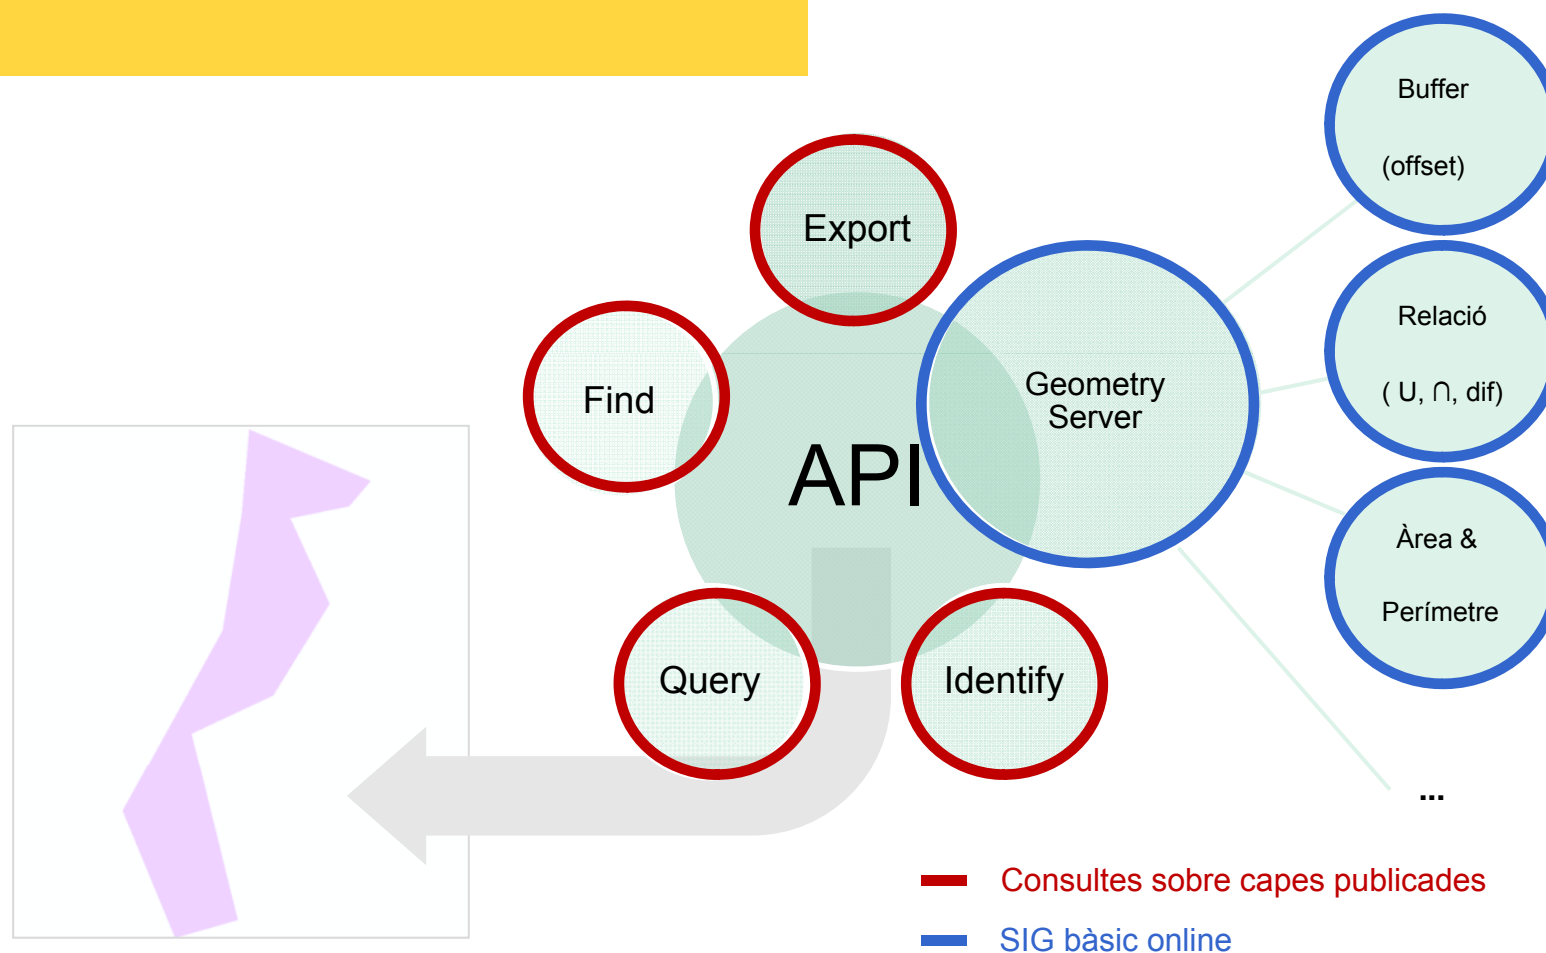 Buffer
(offset)
Export
Relació
( U, ∩, dif)
Geometry
Server
Find
API
Àrea &
Perímetre
Query
Identify
...
Consultes sobre capes publicades
SIG bàsic online